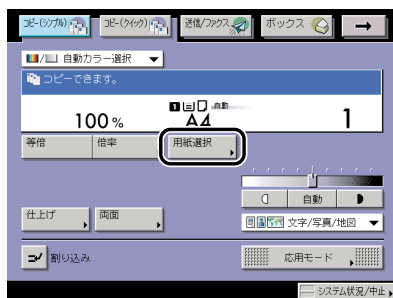 コピー(シンプル) コピー(クイック) 送信/ファクス ボックス
自動カラー選択
コピーできます。
自動
100% A4 1
等倍 倍率 用紙選択
自動
仕上げ 両面
文字/写真/地図
割り込み 応用モード
システム状況/中止